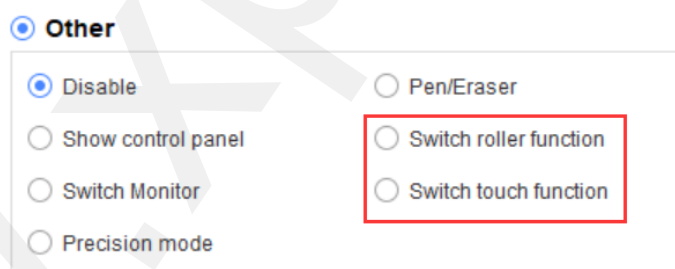 Other
Disable
Pen/Eraser
Show control panel
Switch roller function
Switch Monitor
Switch touch function
Precision mode